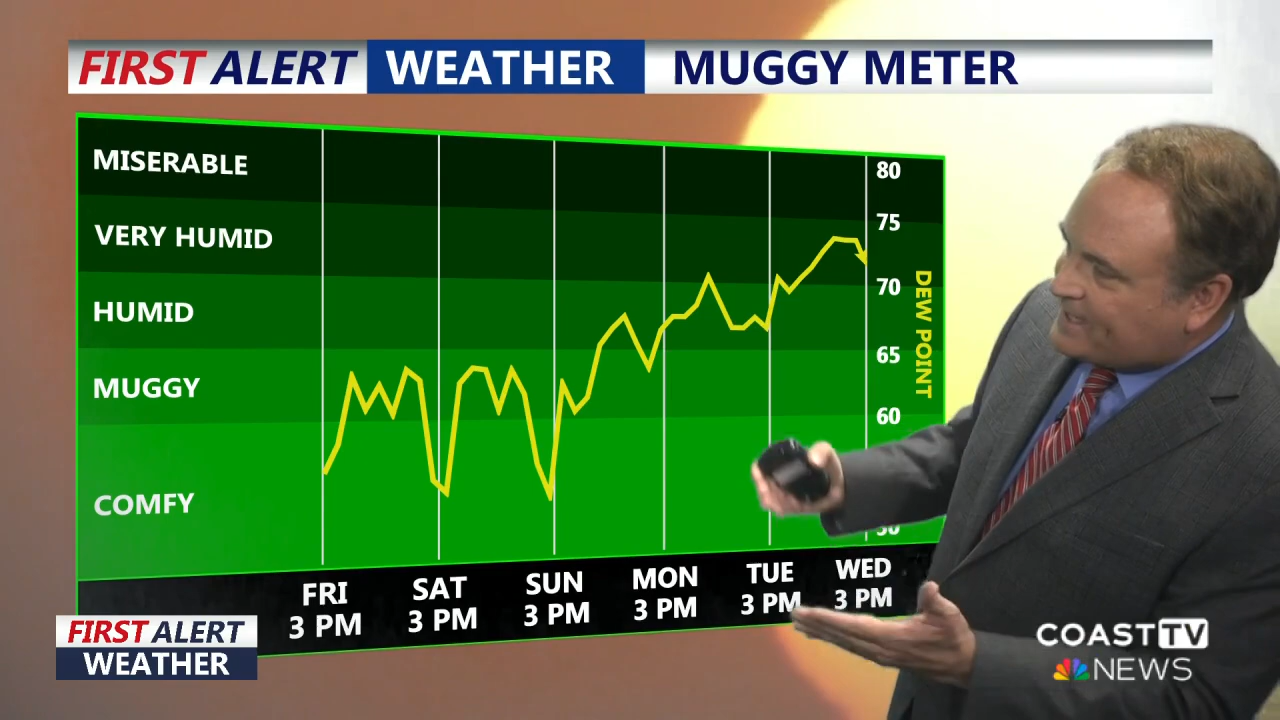 FIRST ALERT WEATHER MUGGY METER
MISERABLE
VERY HUMID
HUMID
MUGGY
COMFY
80
75
70
65
60
DEW POINT
FRI
3 PM
SAT
3 PM
SUN
3 PM
MON
3 PM
TUE
3 PM
WED
3 PM
FIRST ALERT
WEATHER
COAST TV
NEWS